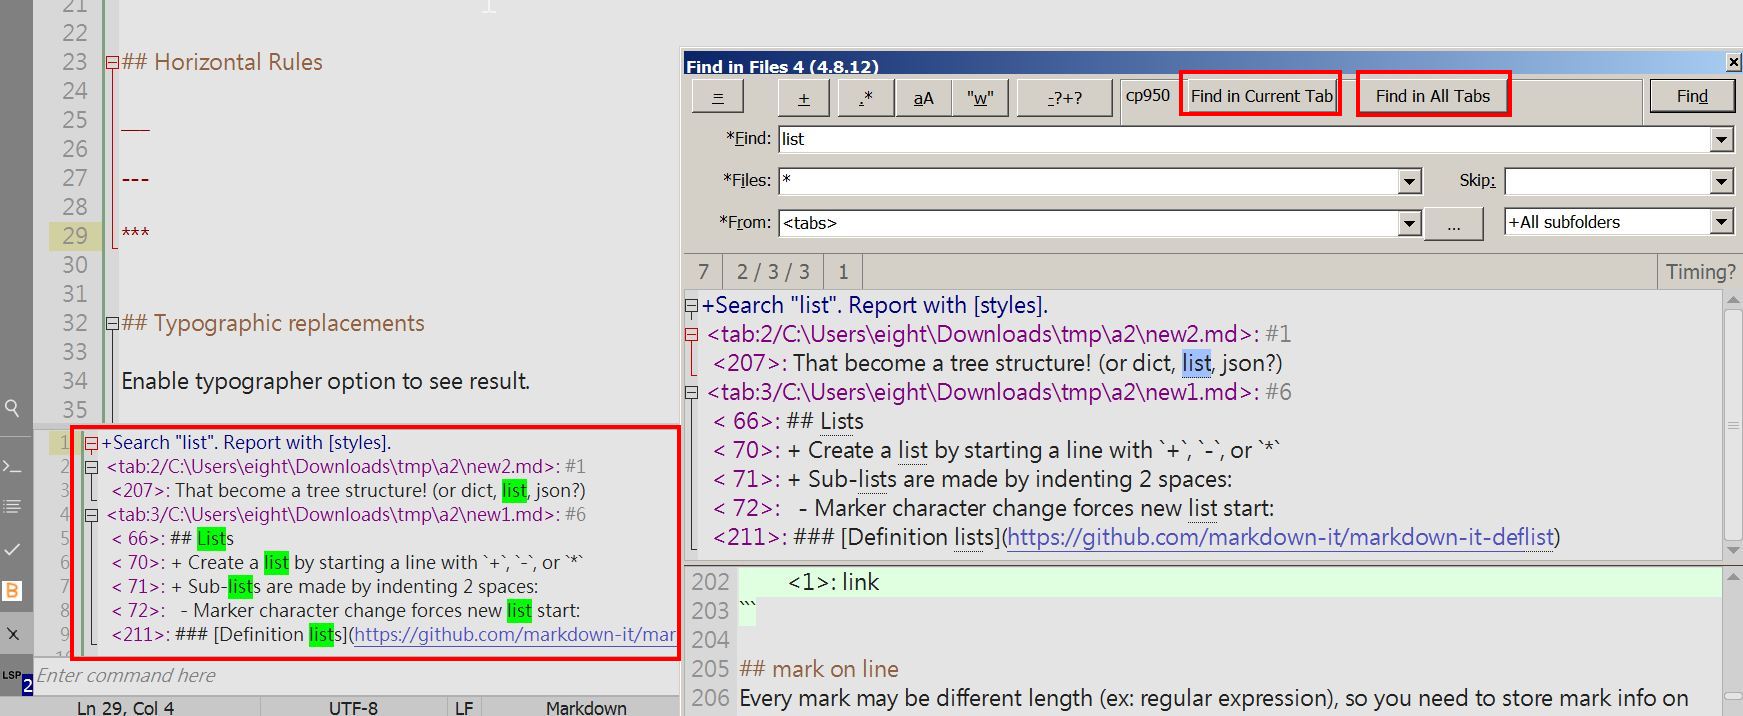 21
22
23 ## Horizontal Rules
24
25 ___
26
27 ---
28
29 ***
30
31
32 ## Typographic replacements
33
34 Enable typographer option to see result.
35
1 +Search "list". Report with [styles].
2 <tab:2/C:\Users\eight\Downloads\tmp\a2\new2.md>: #1
3 <207>: That become a tree structure! (or dict, list, json?)
4 <tab:3/C:\Users\eight\Downloads\tmp\a2\new1.md>: #6
5 < 66>: ## Lists
6 < 70>: + Create a list by starting a line with `+`, `-`, or `*`
7 < 71>: + Sub-lists are made by indenting 2 spaces:
8 < 72>: - Marker character change forces new list start:
9 <211>: ### [Definition lists](https://github.com/markdown-it/mar
LSP 2
B
Enter command here
Ln 29, Col 4 UTF-8 LF Markdown
Find in Files 4 (4.8.12)
= + .* aA "w" -?+? cp950 Find in Current Tab Find in All Tabs Find
*Find: list
*Files: * Skip:
*From: <tabs> ... +All subfolders
7 2 / 3 / 3 1 Timing?
+Search "list". Report with [styles].
<tab:2/C:\Users\eight\Downloads\tmp\a2\new2.md>: #1
<207>: That become a tree structure! (or dict, list, json?)
<tab:3/C:\Users\eight\Downloads\tmp\a2\new1.md>: #6
< 66>: ## Lists
< 70>: + Create a list by starting a line with `+`, `-`, or `*`
< 71>: + Sub-lists are made by indenting 2 spaces:
< 72>: - Marker character change forces new list start:
<211>: ### [Definition lists](https://github.com/markdown-it/markdown-it-deflist)
202 <1>: link
203 ```
204
205 ## mark on line
206 Every mark may be different length (ex: regular expression), so you need to store mark info on